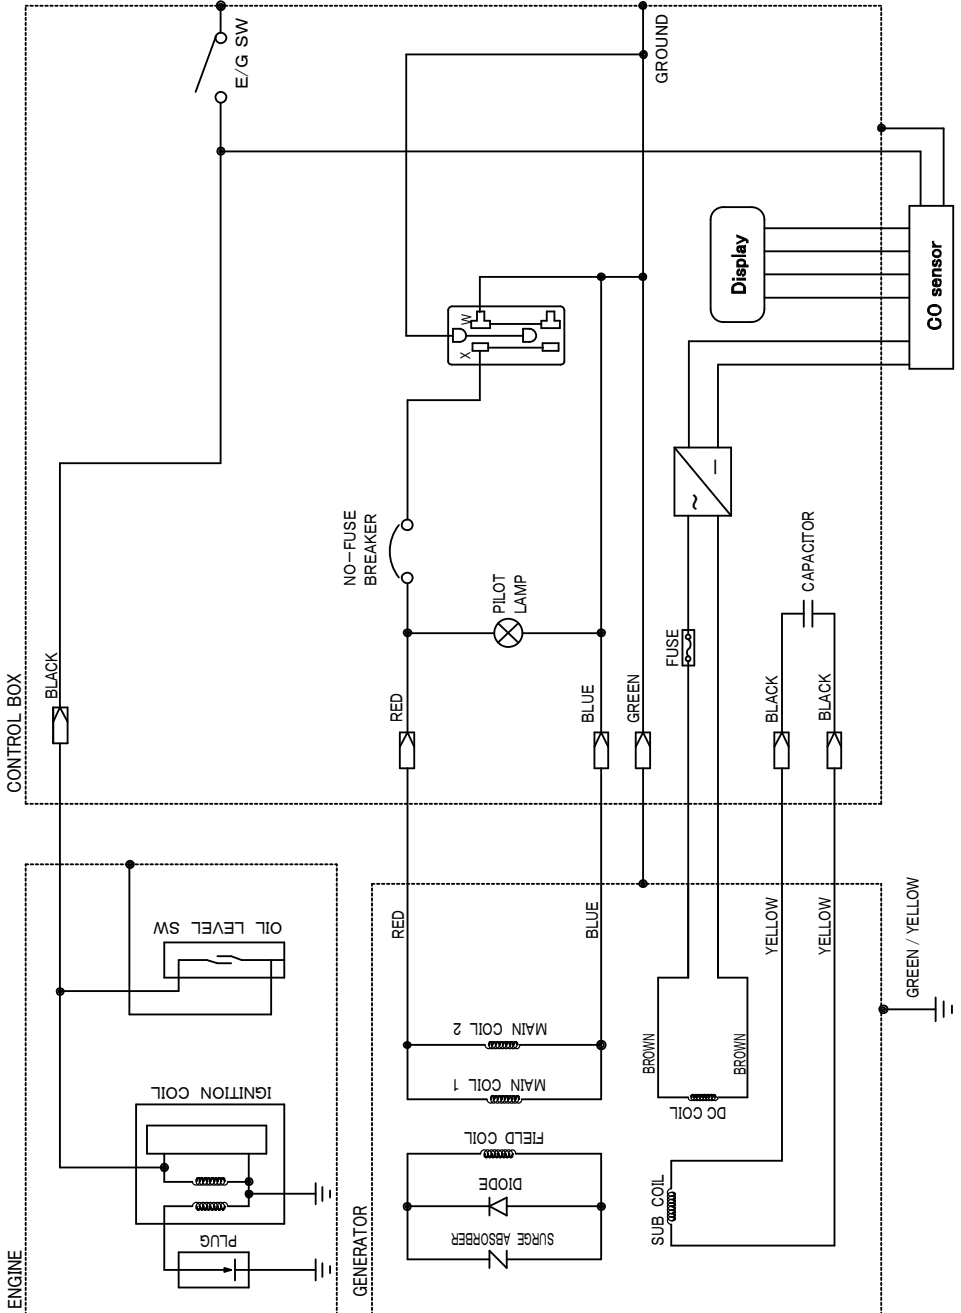 E/G SW
GROUND
W
X
Display
CO sensor
NO-FUSE
BREAKER
PILOT
LAMP
CAPACITOR
FUSE
CONTROL BOX
BLACK
RED
BLUE
GREEN
BLACK
BLACK
OIL LEVEL SW
RED
BLUE
YELLOW
YELLOW
GREEN / YELLOW
MAIN COIL 2
MAIN COIL 1
BROWN
BROWN
DC COIL
IGNITION COIL
FIELD COIL
DIODE
SURGE ABSORBER
SUB COIL
PLUG
ENGINE
GENERATOR